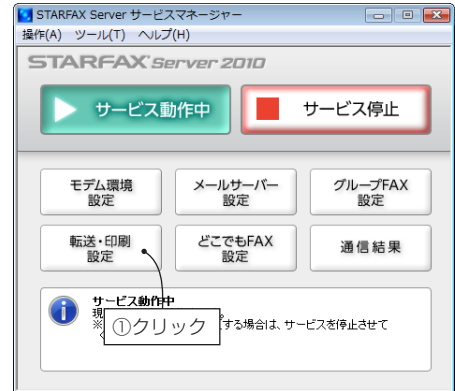 STARFAX Server サービスマネージャー
操作(A) ツール(T) ヘルプ(H)
STARFAX Server 2010
サービス動作中
サービス停止
モデム環境
設定
メールサーバー
設定
グループFAX
設定
転送・印刷
設定
どこでもFAX
設定
通信結果
サービス動作中
現
※ する場合は、サービスを停止させて
①クリック